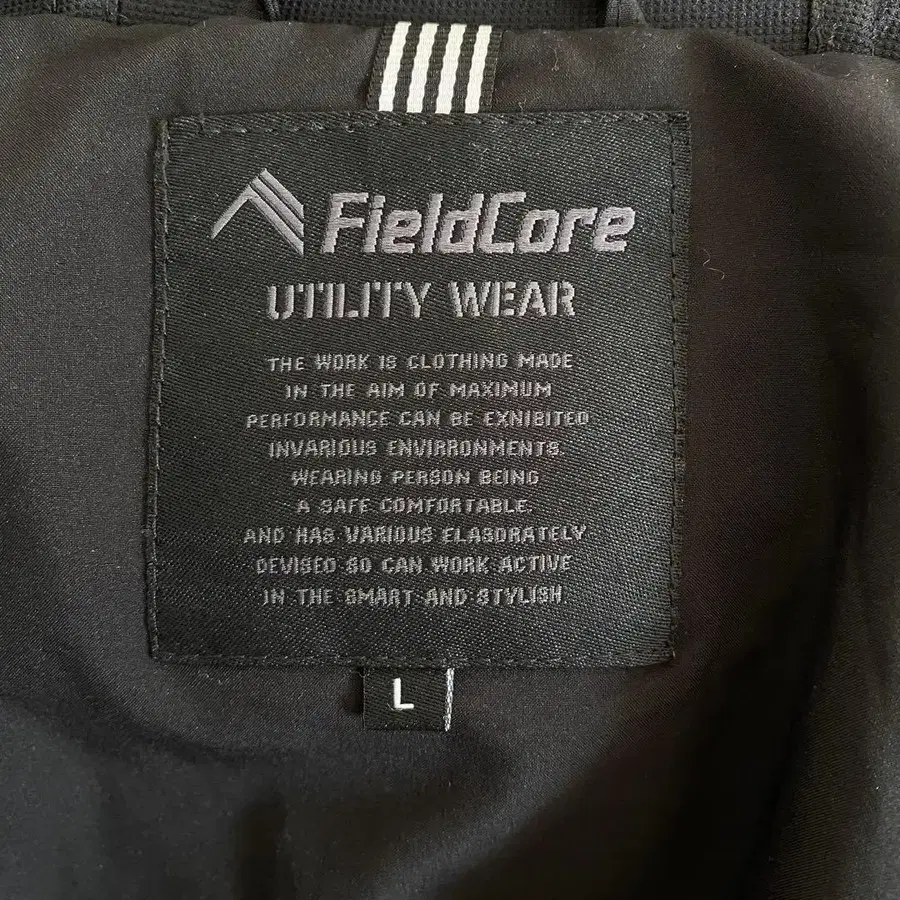 FieldCore
UTILITY WEAR
THE WORK IS CLOTHING MADE
IN THE AIM OF MAXIMUM
PERFORMANCE CAN BE EXNIBITED
INVARIOUS ENVIRRONMENTS.
WEARING PERSON BEING
A SAFE COMFORTABLE.
AND HAS VARIOUS ELASDRATELY
DEVISED SO CAN WORK ACTIVE
IN THE SMART AND STYLISH
L